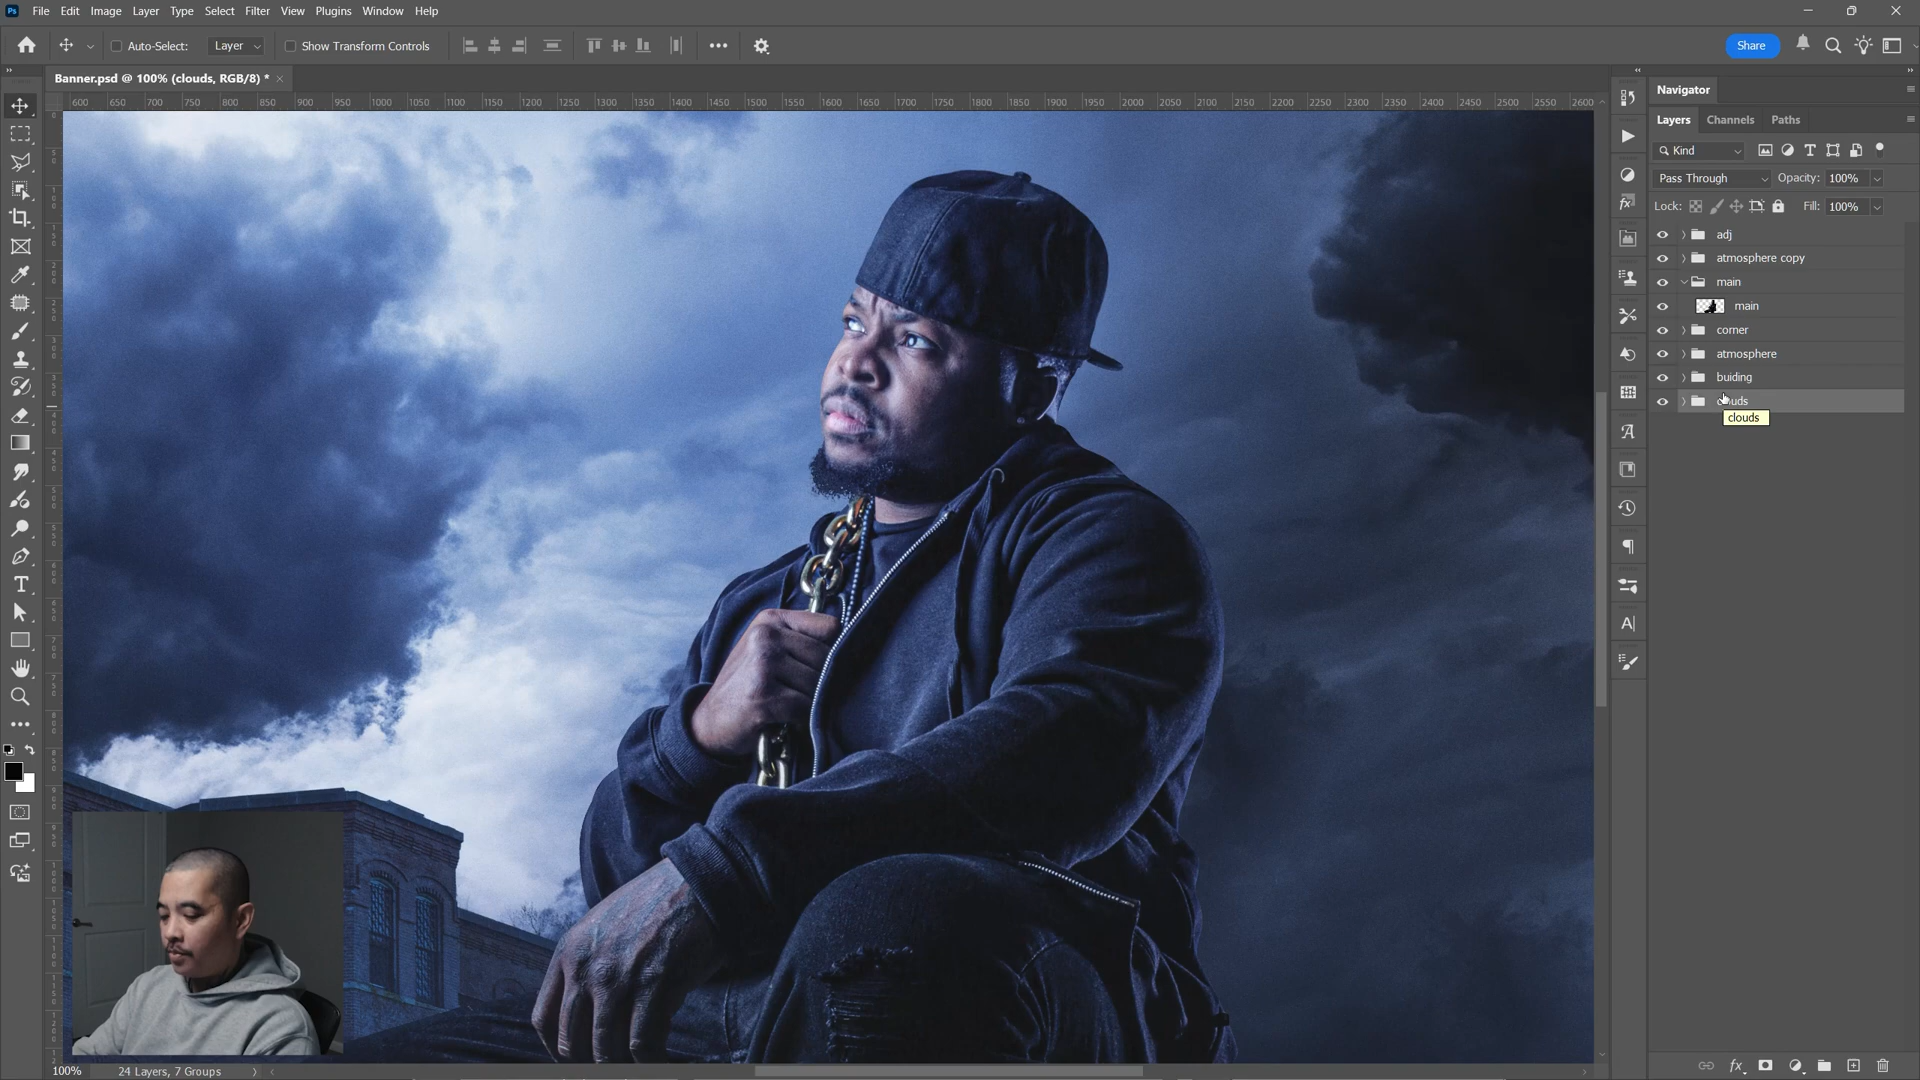 Ps File Edit Image Layer Type Select Filter View Plugins Window Help
Auto-Select: Layer Show Transform Controls Share
Banner.psd @ 100% (clouds, RGB/8) *
600 650 700 750 800 850 900 950 1000 1050 1100 1150 1200 1250 1300 1350 1400 1450 1500 1550 1600 1650 1700 1750 1800 1850 1900 1950 2000 2050 2100 2150 2200 2250 2300 2350 2400 2450 2500 2550 2600
Navigator
Layers Channels Paths
Kind
Pass Through Opacity: 100%
Lock: Fill: 100%
adj
atmosphere copy
main
main
corner
atmosphere
buiding
clouds
100% 24 Layers, 7 Groups